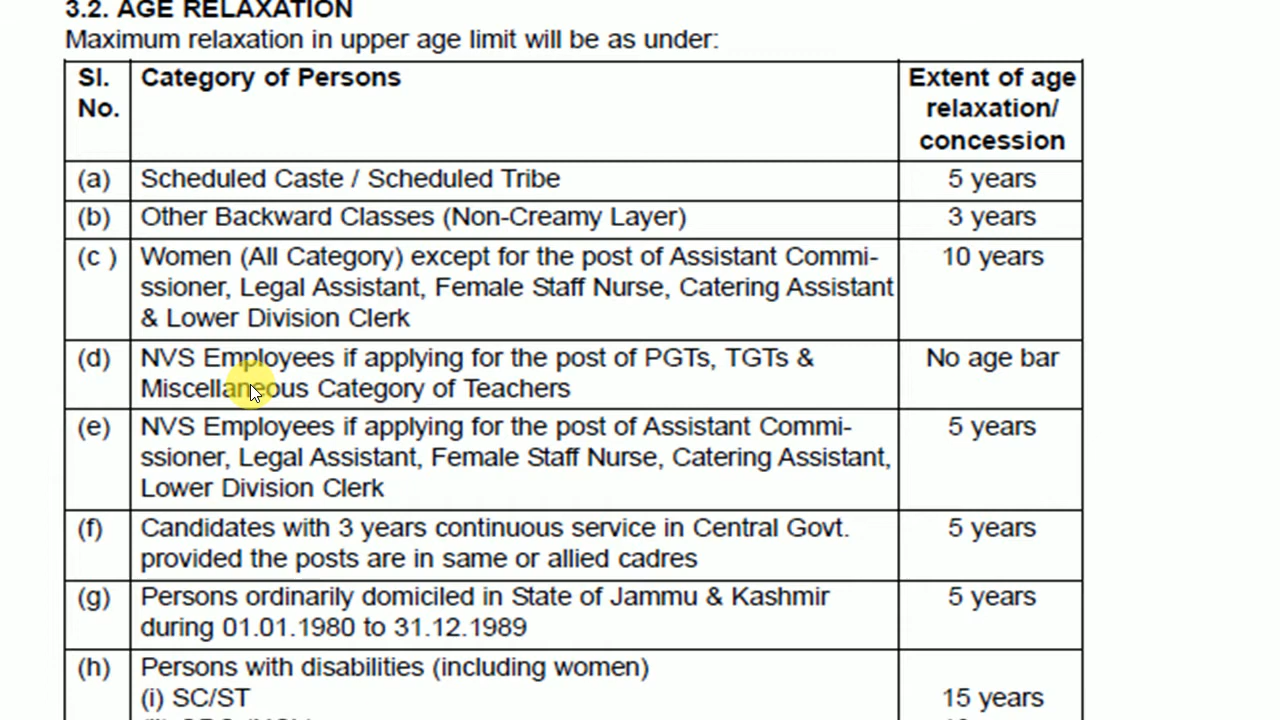 3.2. AGE RELAXATION
Maximum relaxation in upper age limit will be as under:
Sl. No. Category of Persons Extent of age relaxation/ concession
(a) Scheduled Caste / Scheduled Tribe 5 years
(b) Other Backward Classes (Non-Creamy Layer) 3 years
(c ) Women (All Category) except for the post of Assistant Commi- 10 years
ssioner, Legal Assistant, Female Staff Nurse, Catering Assistant
& Lower Division Clerk
(d) NVS Employees if applying for the post of PGTs, TGTs & No age bar
Miscellaneous Category of Teachers
(e) NVS Employees if applying for the post of Assistant Commi- 5 years
ssioner, Legal Assistant, Female Staff Nurse, Catering Assistant,
Lower Division Clerk
(f) Candidates with 3 years continuous service in Central Govt. 5 years
provided the posts are in same or allied cadres
(g) Persons ordinarily domiciled in State of Jammu & Kashmir 5 years
during 01.01.1980 to 31.12.1989
(h) Persons with disabilities (including women)
(i) SC/ST 15 years